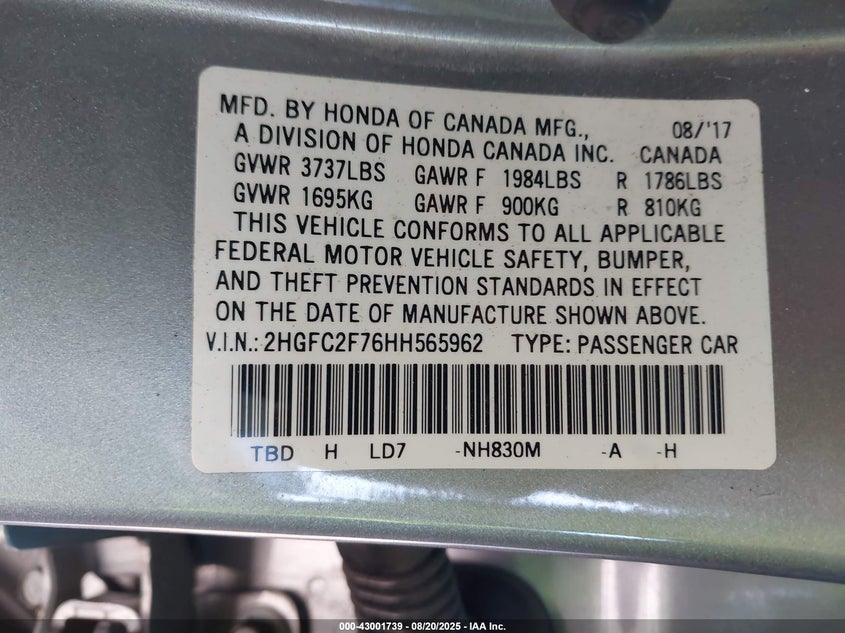 MFD. BY HONDA OF CANADA MFG., 08/'17
A DIVISION OF HONDA CANADA INC. CANADA
GVWR 3737LBS GAWR F 1984LBS R 1786LBS
GVWR 1695KG GAWR F 900KG R 810KG
THIS VEHICLE CONFORMS TO ALL APPLICABLE
FEDERAL MOTOR VEHICLE SAFETY, BUMPER,
AND THEFT PREVENTION STANDARDS IN EFFECT
ON THE DATE OF MANUFACTURE SHOWN ABOVE.
V.I.N.: 2HGFC2F76HH565962 TYPE: PASSENGER CAR
TBD H LD7 -NH830M -A -H
000-43001739 - 08/20/2025 - IAA Inc.